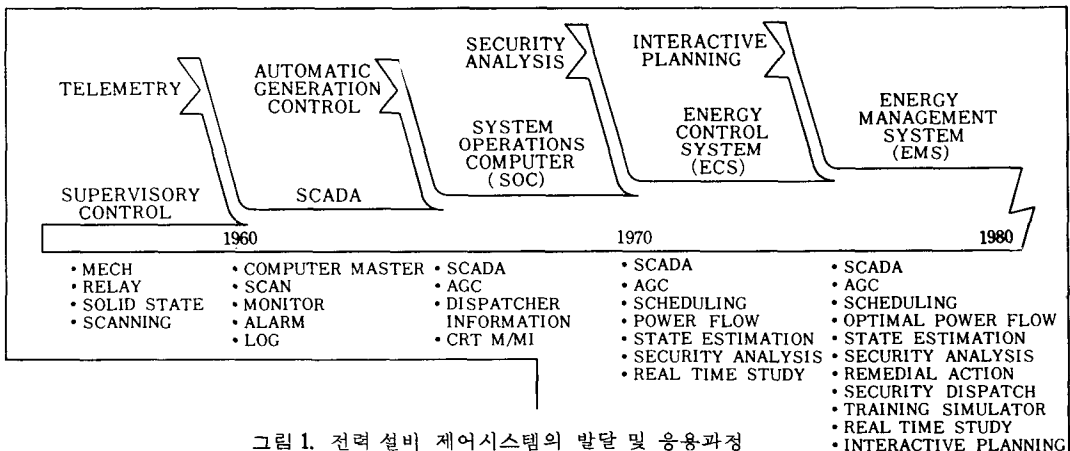 TELEMETRY
AUTOMATIC
GENERATION
CONTROL
SECURITY
ANALYSIS
INTERACTIVE
PLANNING
SUPERVISORY
CONTROL
SCADA
SYSTEM
OPERATIONS
COMPUTER
(SOC)
ENERGY
CONTROL
SYSTEM
(ECS)
ENERGY
MANAGEMENT
SYSTEM
(EMS)
1960
1970
1980
• MECH
• RELAY
• SOLID STATE
• SCANNING
• COMPUTER MASTER
• SCAN
• MONITOR
• ALARM
• LOG
• SCADA
• AGC
• DISPATCHER
INFORMATION
• CRT M/MI
• SCADA
• AGC
• SCHEDULING
• POWER FLOW
• STATE ESTIMATION
• SECURITY ANALYSIS
• REAL TIME STUDY
• SCADA
• AGC
• SCHEDULING
• OPTIMAL POWER FLOW
• STATE ESTIMATION
• SECURITY ANALYSIS
• REMEDIAL ACTION
• SECURITY DISPATCH
• TRAINING SIMULATOR
• REAL TIME STUDY
• INTERACTIVE PLANNING
그림 1. 전력 설비 제어시스템의 발달 및 응용과정